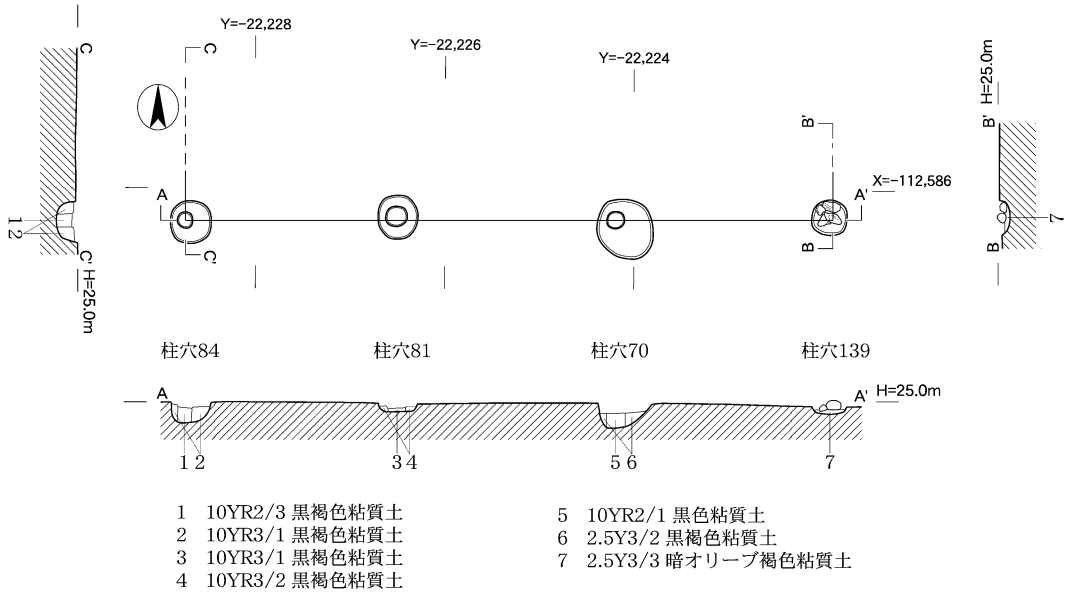 Y=-22,228
Y=-22,226
Y=-22,224
C
C
C'
C'
H=25.0m
1
2
A
A'
X=-112,586
B'
B
H=25.0m
B'
B
7
柱穴84
柱穴81
柱穴70
柱穴139
A
A' H=25.0m
1 2
3 4
5 6
7
1 10YR2/3 黒褐色粘質土
2 10YR3/1 黒褐色粘質土
3 10YR3/1 黒褐色粘質土
4 10YR3/2 黒褐色粘質土
5 10YR2/1 黒色粘質土
6 2.5Y3/2 黒褐色粘質土
7 2.5Y3/3 暗オリーブ褐色粘質土